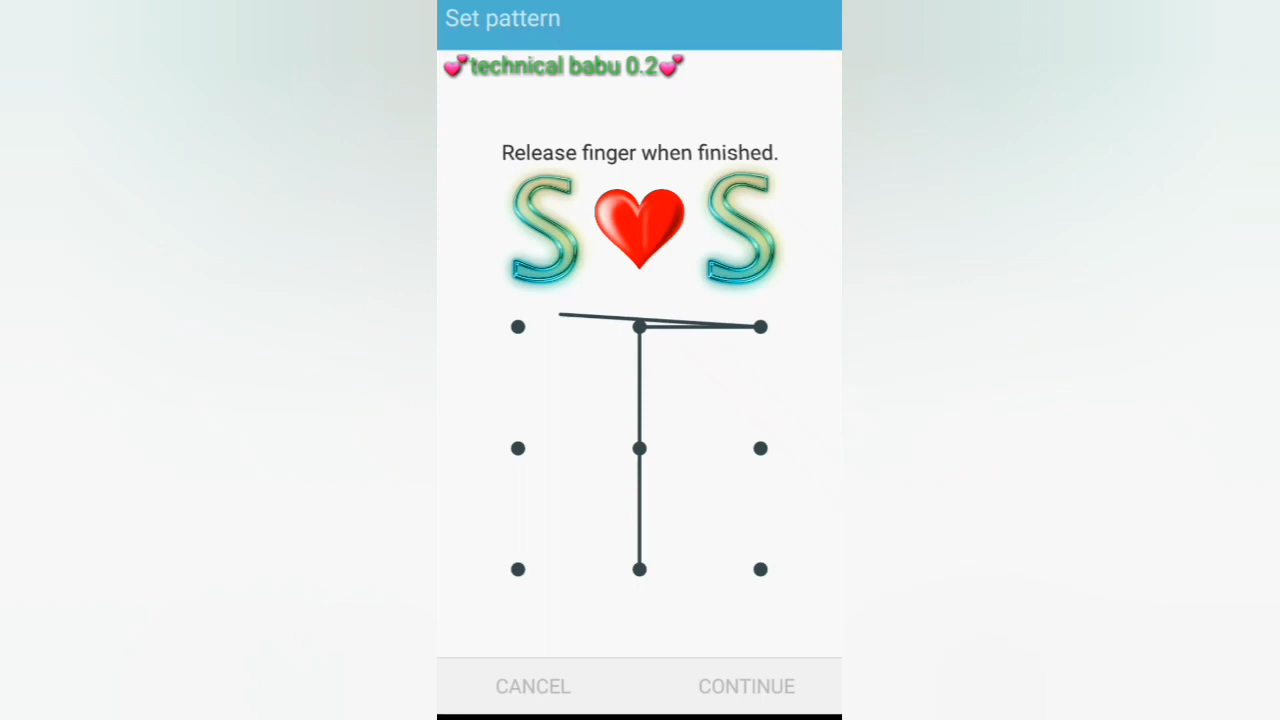 Set pattern
💕technical babu 0.2💕
Release finger when finished.
S ❤️ S
CANCEL CONTINUE